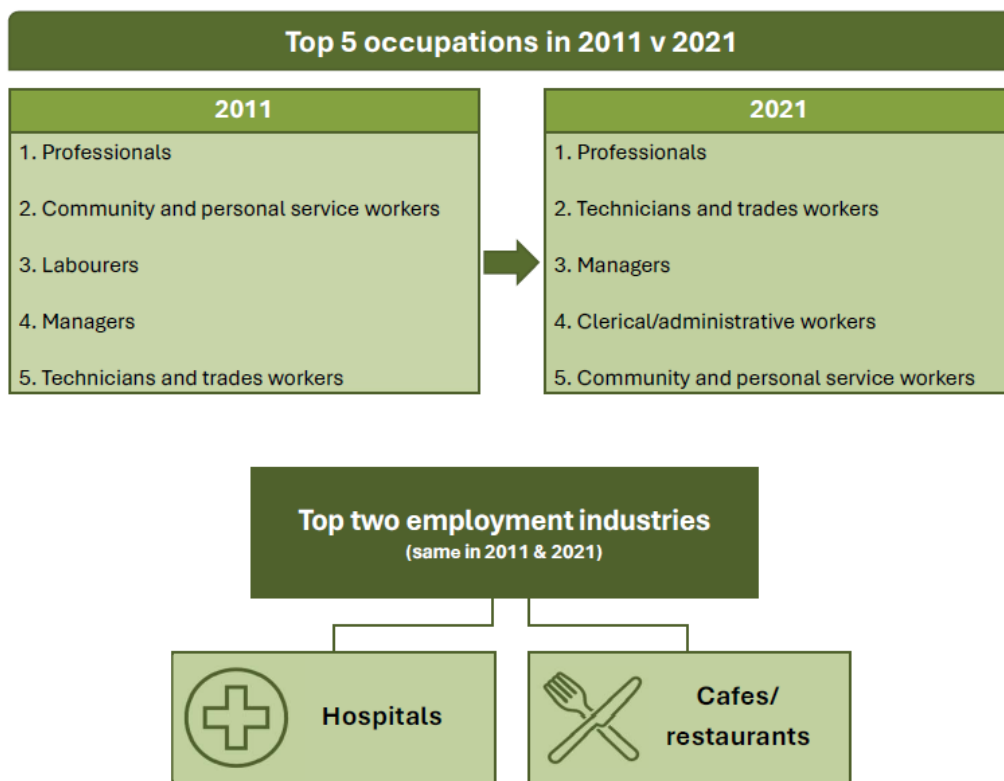 Top 5 occupations in 2011 v 2021
2011
1. Professionals
2. Community and personal service workers
3. Labourers
4. Managers
5. Technicians and trades workers
2021
1. Professionals
2. Technicians and trades workers
3. Managers
4. Clerical/administrative workers
5. Community and personal service workers
Top two employment industries
(same in 2011 & 2021)
Hospitals
Cafes/
restaurants